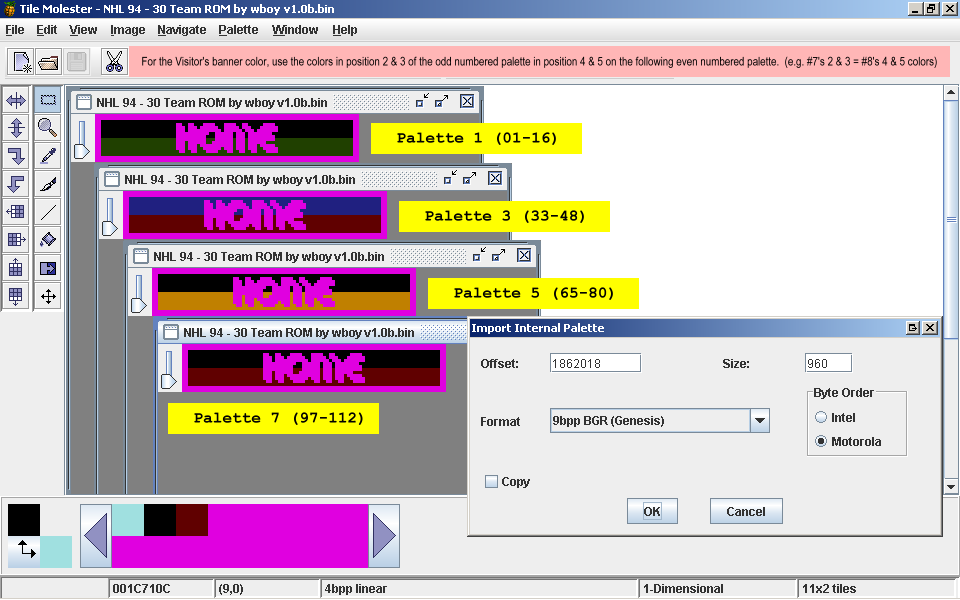 Tile Molester - NHL 94 - 30 Team ROM by wboy v1.0b.bin
File Edit View Image Navigate Palette Window Help
For the Visitor's banner color, use the colors in position 2 & 3 of the odd numbered palette in position 4 & 5 on the following even numbered palette. (e.g. #7's 2 & 3 = #8's 4 & 5 colors)
NHL 94 - 30 Team ROM by wboy v1.0b.bin
HOME
Palette 1 (01-16)
NHL 94 - 30 Team ROM by wboy v1.0b.bin
HOME
Palette 3 (33-48)
NHL 94 - 30 Team ROM by wboy v1.0b.bin
HOME
Palette 5 (65-80)
NHL 94 - 30 Team ROM by wboy v1.0b.bin
HOME
Palette 7 (97-112)
Import Internal Palette
Offset: 1862018 Size: 960
Byte Order
Format 9bpp BGR (Genesis) Intel
Motorola
Copy
OK Cancel
001C710C (9,0) 4bpp linear 1-Dimensional 11x2 tiles